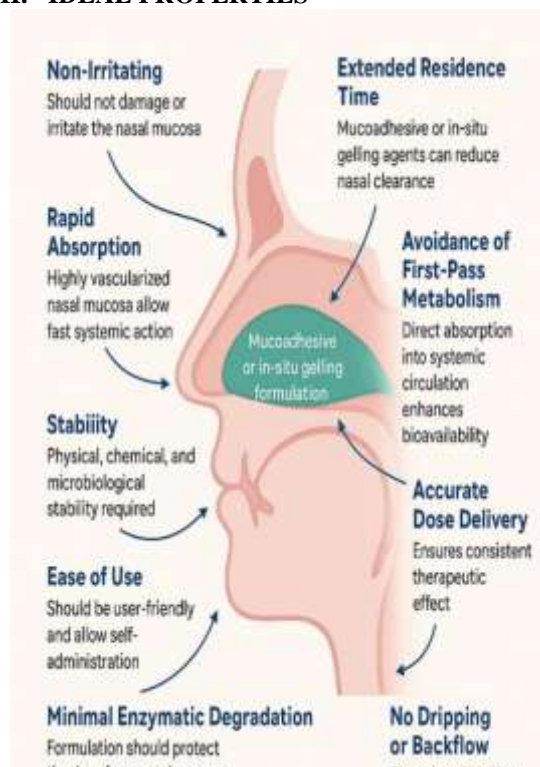 IDEAL PROPERTIES
Non-Irritating
Should not damage or
irritate the nasal mucosa
Extended Residence
Time
Mucoadhesive or in-situ
gelling agents can reduce
nasal clearance
Rapid
Absorption
Highly vascularized
nasal mucosa allow
fast systemic action
Avoidance of
First-Pass
Metabolism
Direct absorption
into systemic
circulation
enhances
bioavailability
Mucoadhesive
or in-situ gelling
formulation
Stability
Physical, chemical, and
microbiological
stability required
Accurate
Dose Delivery
Ensures consistent
therapeutic
effect
Ease of Use
Should be user-friendly
and allow self-
administration
Minimal Enzymatic Degradation
Formulation should protect
No Dripping
or Backflow